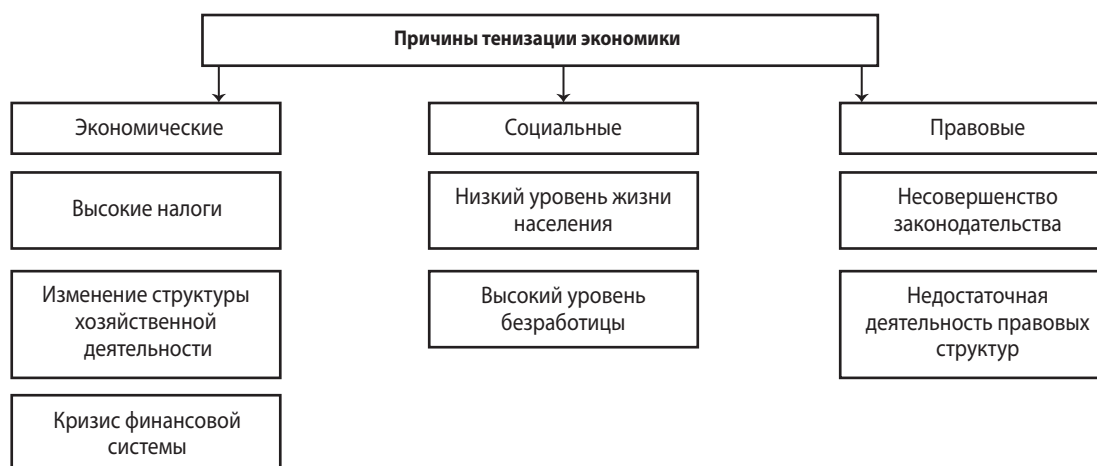 Причины тенизации экономики
Экономические
Социальные
Правовые
Высокие налоги
Низкий уровень жизни
населения
Несовершенство
законодательства
Изменение структуры
хозяйственной
деятельности
Высокий уровень
безработицы
Недостаточная
деятельность правовых
структур
Кризис финансовой
системы